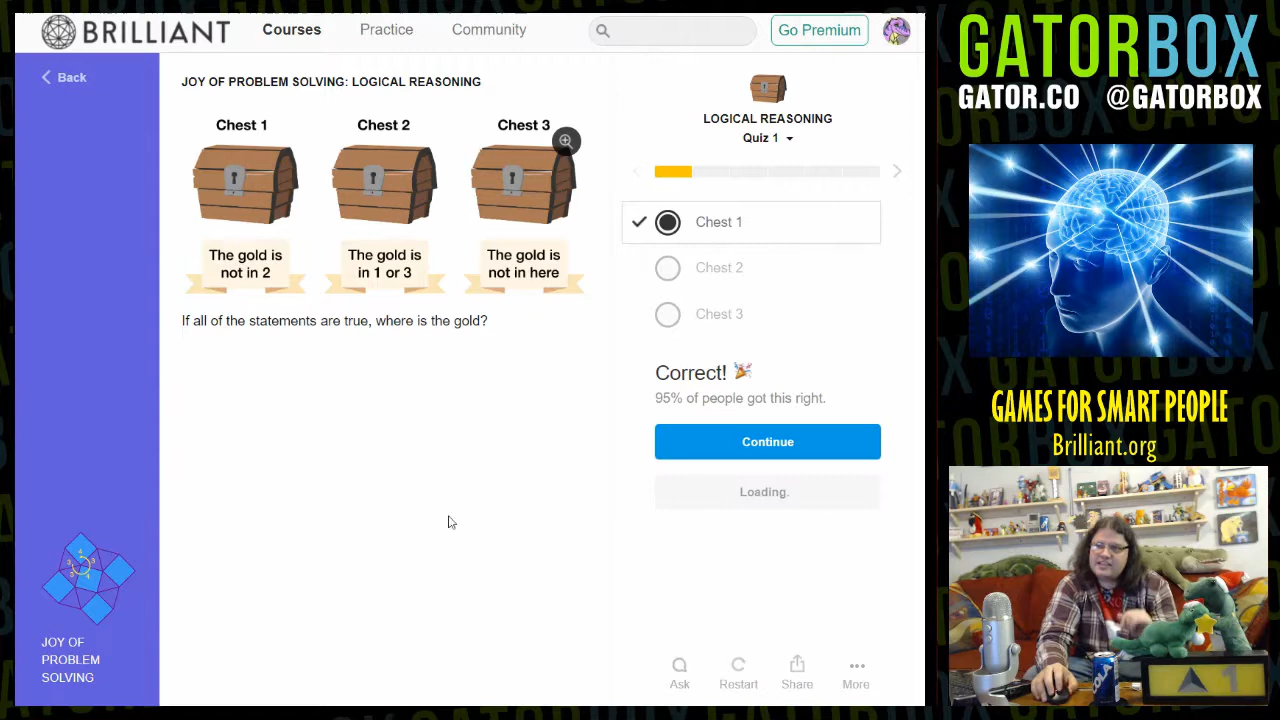 BRILLIANT
Courses
Practice
Community
Go Premium
Back
JOY OF PROBLEM SOLVING: LOGICAL REASONING
Chest 1
Chest 2
Chest 3
The gold is
not in 2
The gold is
in 1 or 3
The gold is
not in here
If all of the statements are true, where is the gold?
LOGICAL REASONING
Quiz 1
Chest 1
Chest 2
Chest 3
Correct!
95% of people got this right.
Continue
Loading.
Ask
Restart
Share
More
JOY OF
PROBLEM
SOLVING
GATORBOX
GATOR.CO @GATORBOX
GAMES FOR SMART PEOPLE
Brilliant.org
COLA
1